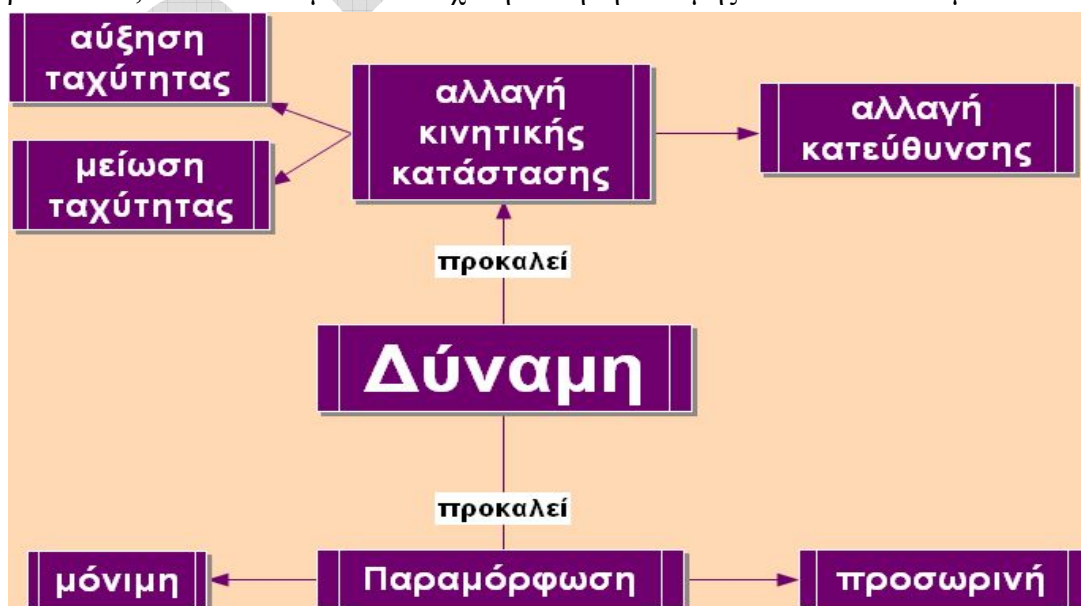 αύξηση
ταχύτητας
αλλαγή
κινητικής
κατάστασης
αλλαγή
κατεύθυνσης
μείωση
ταχύτητας
προκαλεί
Δύναμη
προκαλεί
μόνιμη
Παραμόρφωση
προσωρινή